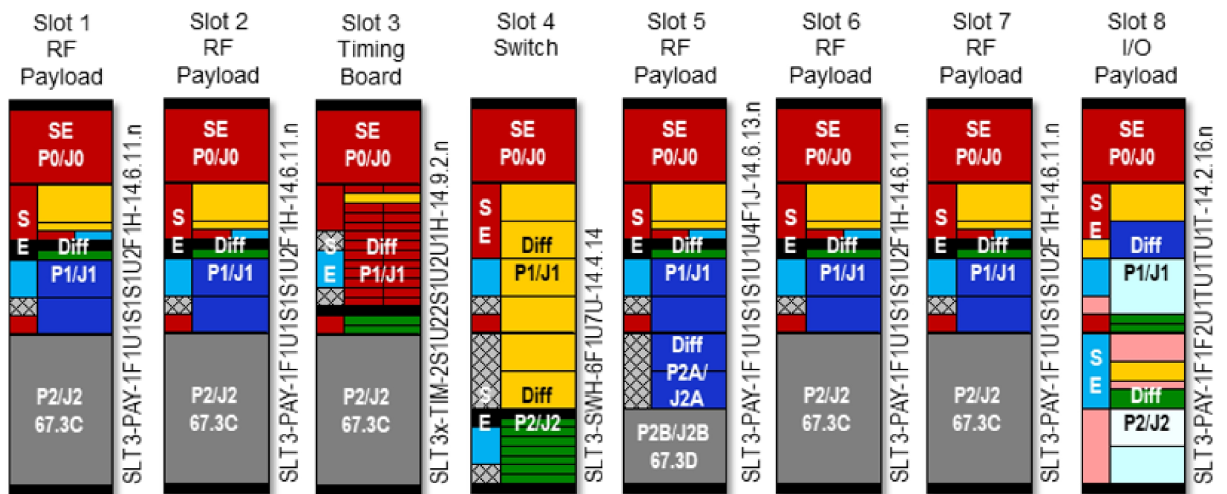 Slot 1
RF
Payload
SE
P0/J0
S
E
Diff
P1/J1
P2/J2
67.3C
SLT3-PAY-1F1U1S1S1U2F1H-14.6.11.n
Slot 2
RF
Payload
SE
P0/J0
S
E
Diff
P1/J1
P2/J2
67.3C
SLT3-PAY-1F1U1S1S1U2F1H-14.6.11.n
Slot 3
Timing
Board
SE
P0/J0
S
E
Diff
P1/J1
P2/J2
67.3C
SLT3x-TIM-2S1U22S1U2U1H-14.9.2.n
Slot 4
Switch
SE
P0/J0
S
E
Diff
P1/J1
S
E
Diff
P2/J2
SLT3-SWH-6F1U7U-14.4.14
Slot 5
RF
Payload
SE
P0/J0
S
E
Diff
P1/J1
Diff
P2A/
J2A
P2B/J2B
67.3D
SLT3-PAY-1F1U1S1S1U4F1J-14.6.13.n
Slot 6
RF
Payload
SE
P0/J0
S
E
Diff
P1/J1
P2/J2
67.3C
SLT3-PAY-1F1U1S1S1U2F1H-14.6.11.n
Slot 7
RF
Payload
SE
P0/J0
S
E
Diff
P1/J1
P2/J2
67.3C
SLT3-PAY-1F1U1S1S1U2F1H-14.6.11.n
Slot 8
I/O
Payload
SE
P0/J0
S
E
Diff
P1/J1
S
E
Diff
P2/J2
SLT3-PAY-1F1F2U1TU1TU1T-14.2.16.n